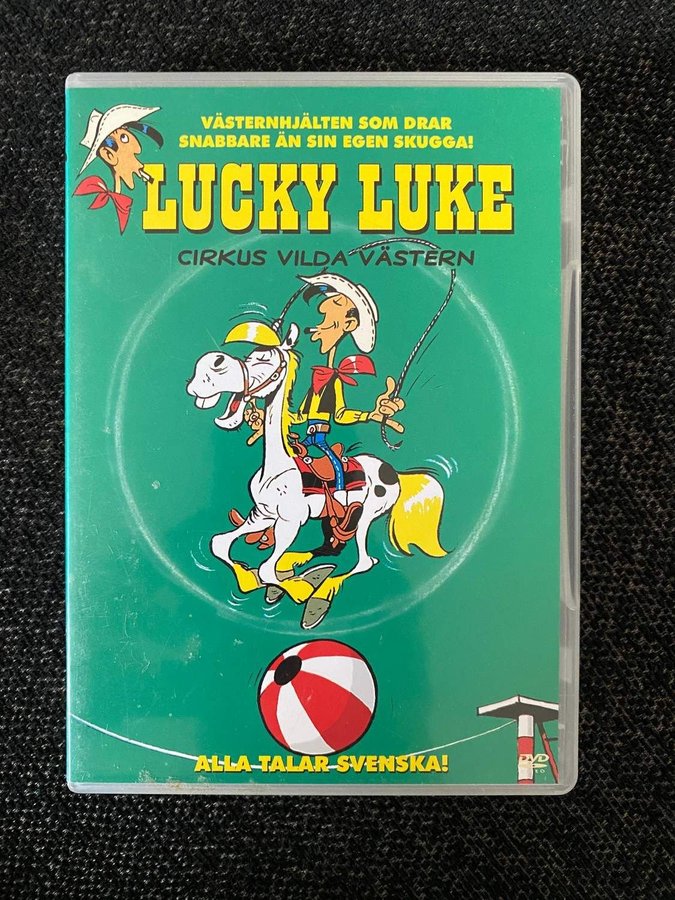 VÄSTERNHJÄLTEN SOM DRAR
SNABBARE ÄN SIN EGEN SKUGGA!
LUCKY LUKE
CIRKUS VILDA VÄSTERN
ALLA TALAR SVENSKA!
DVD